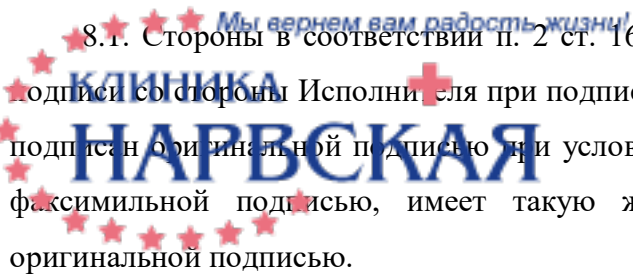 Мы вернем вам радость жизни!
8.1. Стороны в соответствии п. 2 ст. 16
КЛИНИКА
подписи со стороны Исполнителя при подпис
НАРВСКАЯ
подписан оригинальной подписью при услов
факсимильной подписью, имеет такую ж
оригинальной подписью.